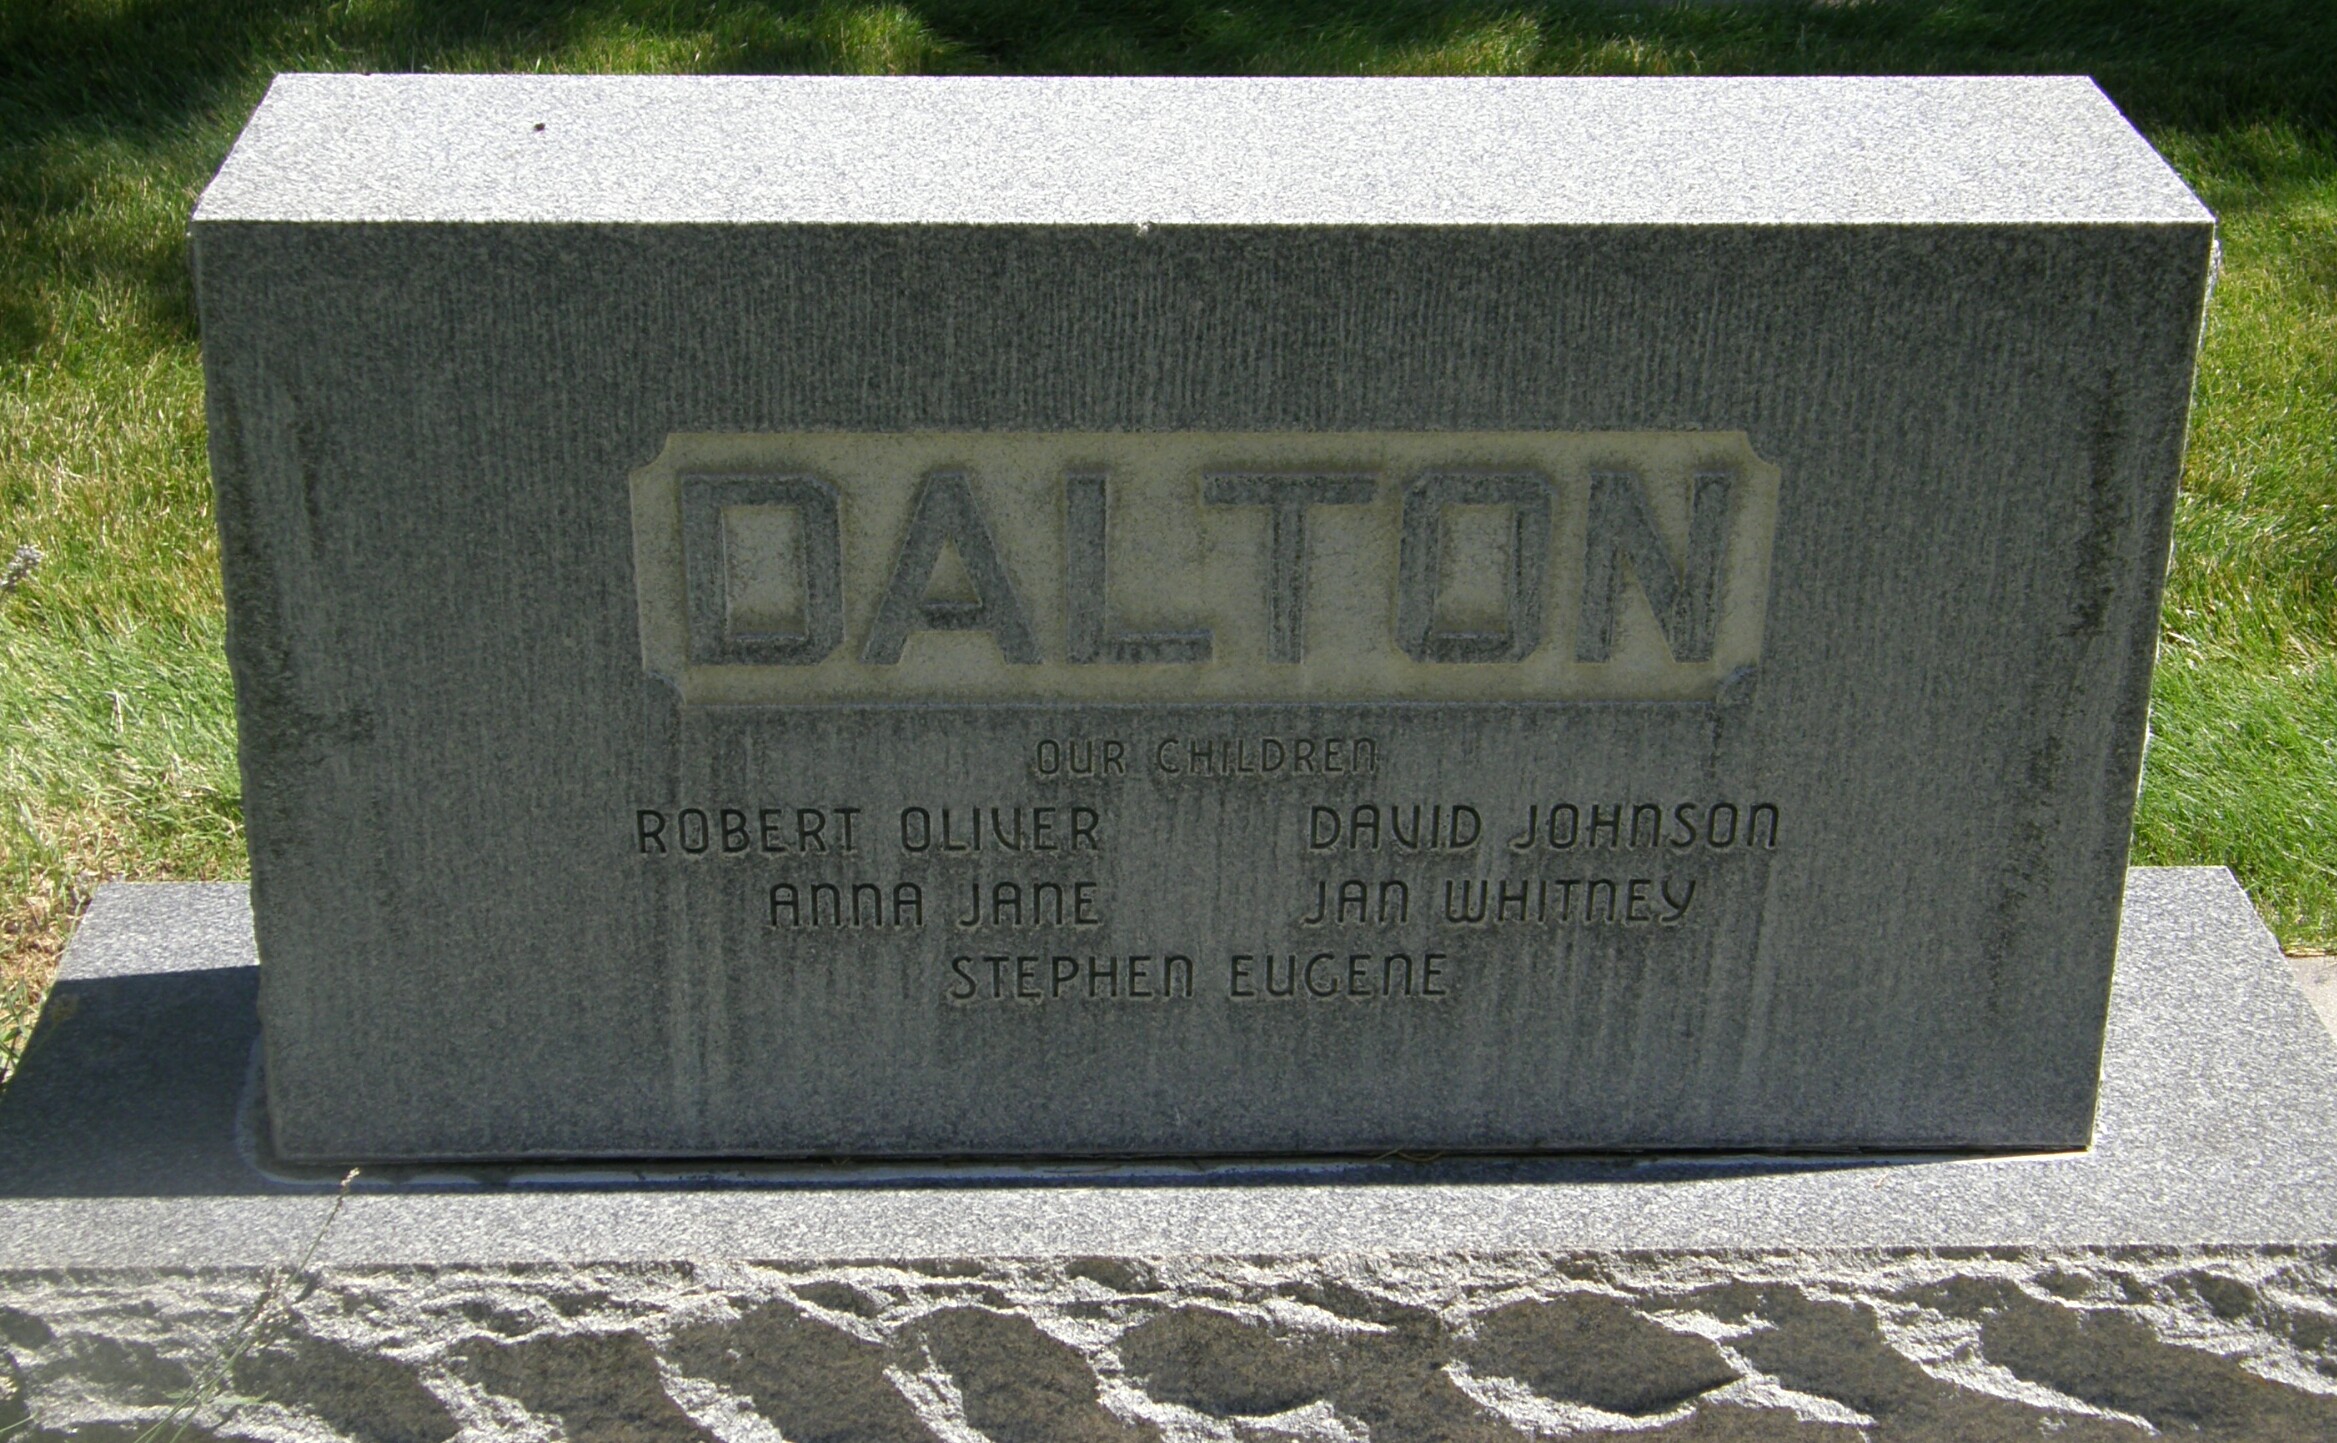 DALTON
OUR CHILDREN
ROBERT OLIVER DAVID JOHNSON
ANNA JANE JAN WHITNEY
STEPHEN EUGENE